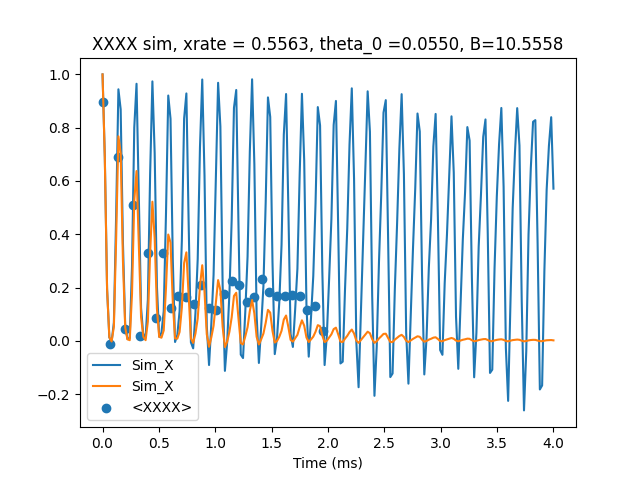 XXXX sim, xrate = 0.5563, theta_0 =0.0550, B=10.5558
1.0
0.8
0.6
0.4
0.2
0.0
−0.2
Sim_X
Sim_X
<XXXX>
0.0 0.5 1.0 1.5 2.0 2.5 3.0 3.5 4.0
Time (ms)